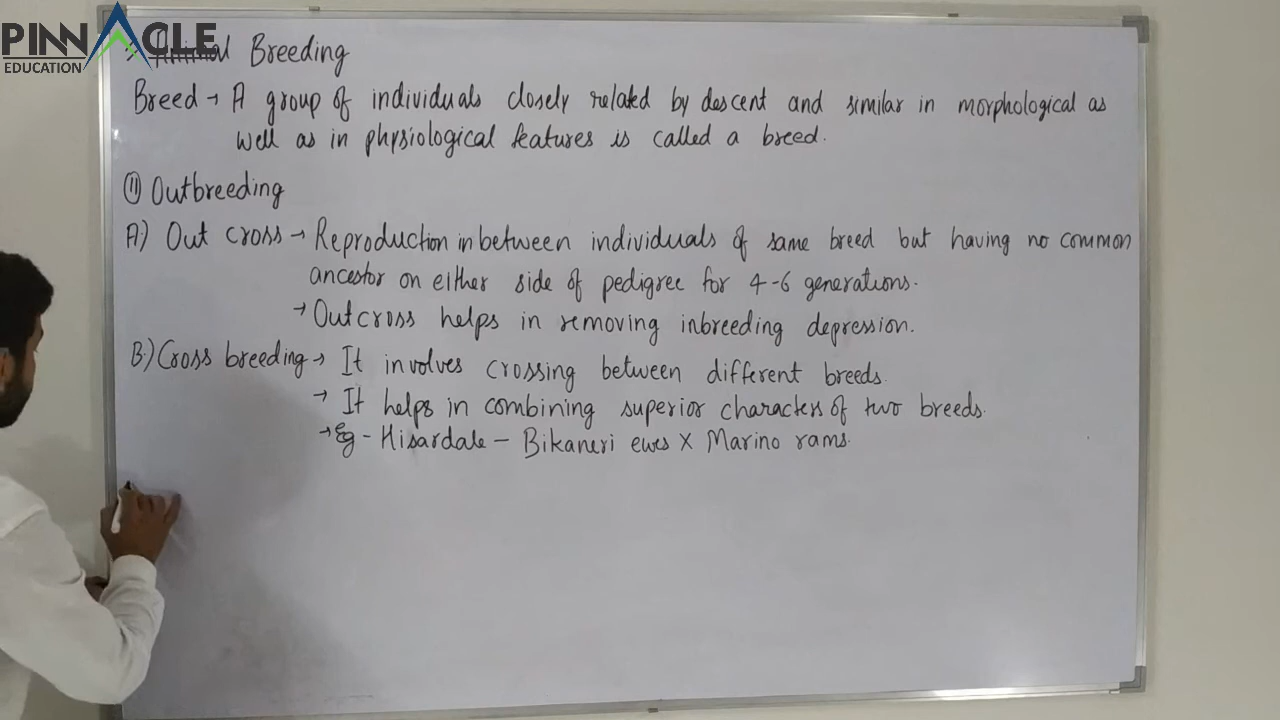 PINNACLE
EDUCATION
Animal Breeding
Breed → A group of individuals closely related by descent and similar in morphological as
well as in physiological features is called a breed.
II Outbreeding
A) Out cross → Reproduction in between individuals of same breed but having no common
ancestor on either side of pedigree for 4-6 generations.
→ Outcross helps in removing inbreeding depression.
B.) Cross breeding → It involves crossing between different breeds.
→ It helps in combining superior characters of two breeds.
→ Eg - Hisardale - Bikaneri ewes X Marino rams.